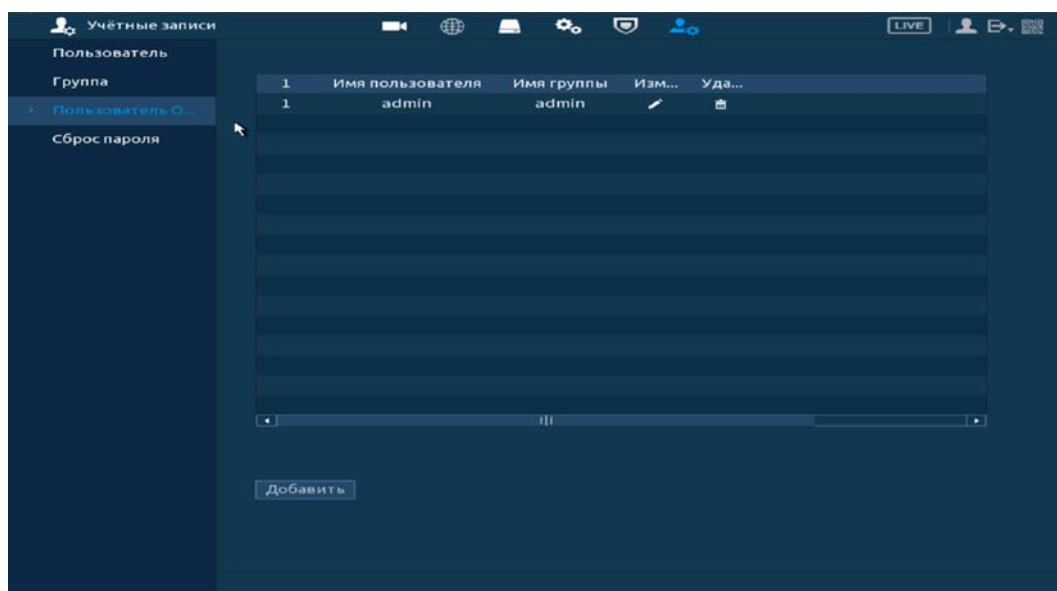 Учётные записи LIVE
Пользователь
Группа
Пользователь О...
Сброс пароля
1 Имя пользователя Имя группы Изм... Уда...
1 admin admin
Добавить